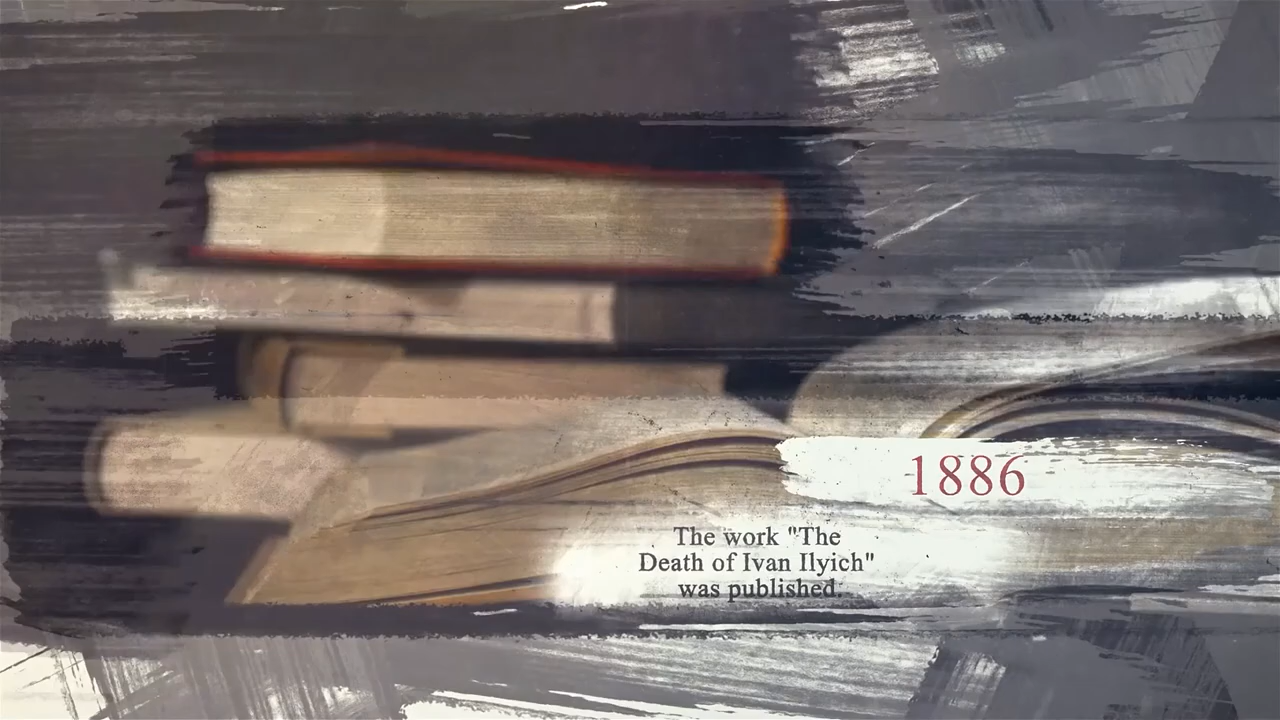 1886
The work "The
Death of Ivan Ilyich"
was published.